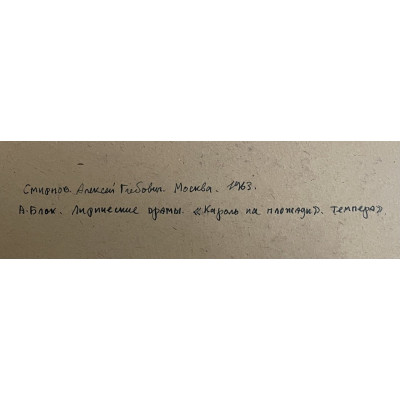 Смирнов Алексей Глебович. Москва. 1963.
А. Блок. Лирические драмы. «Король на площади». темпера»